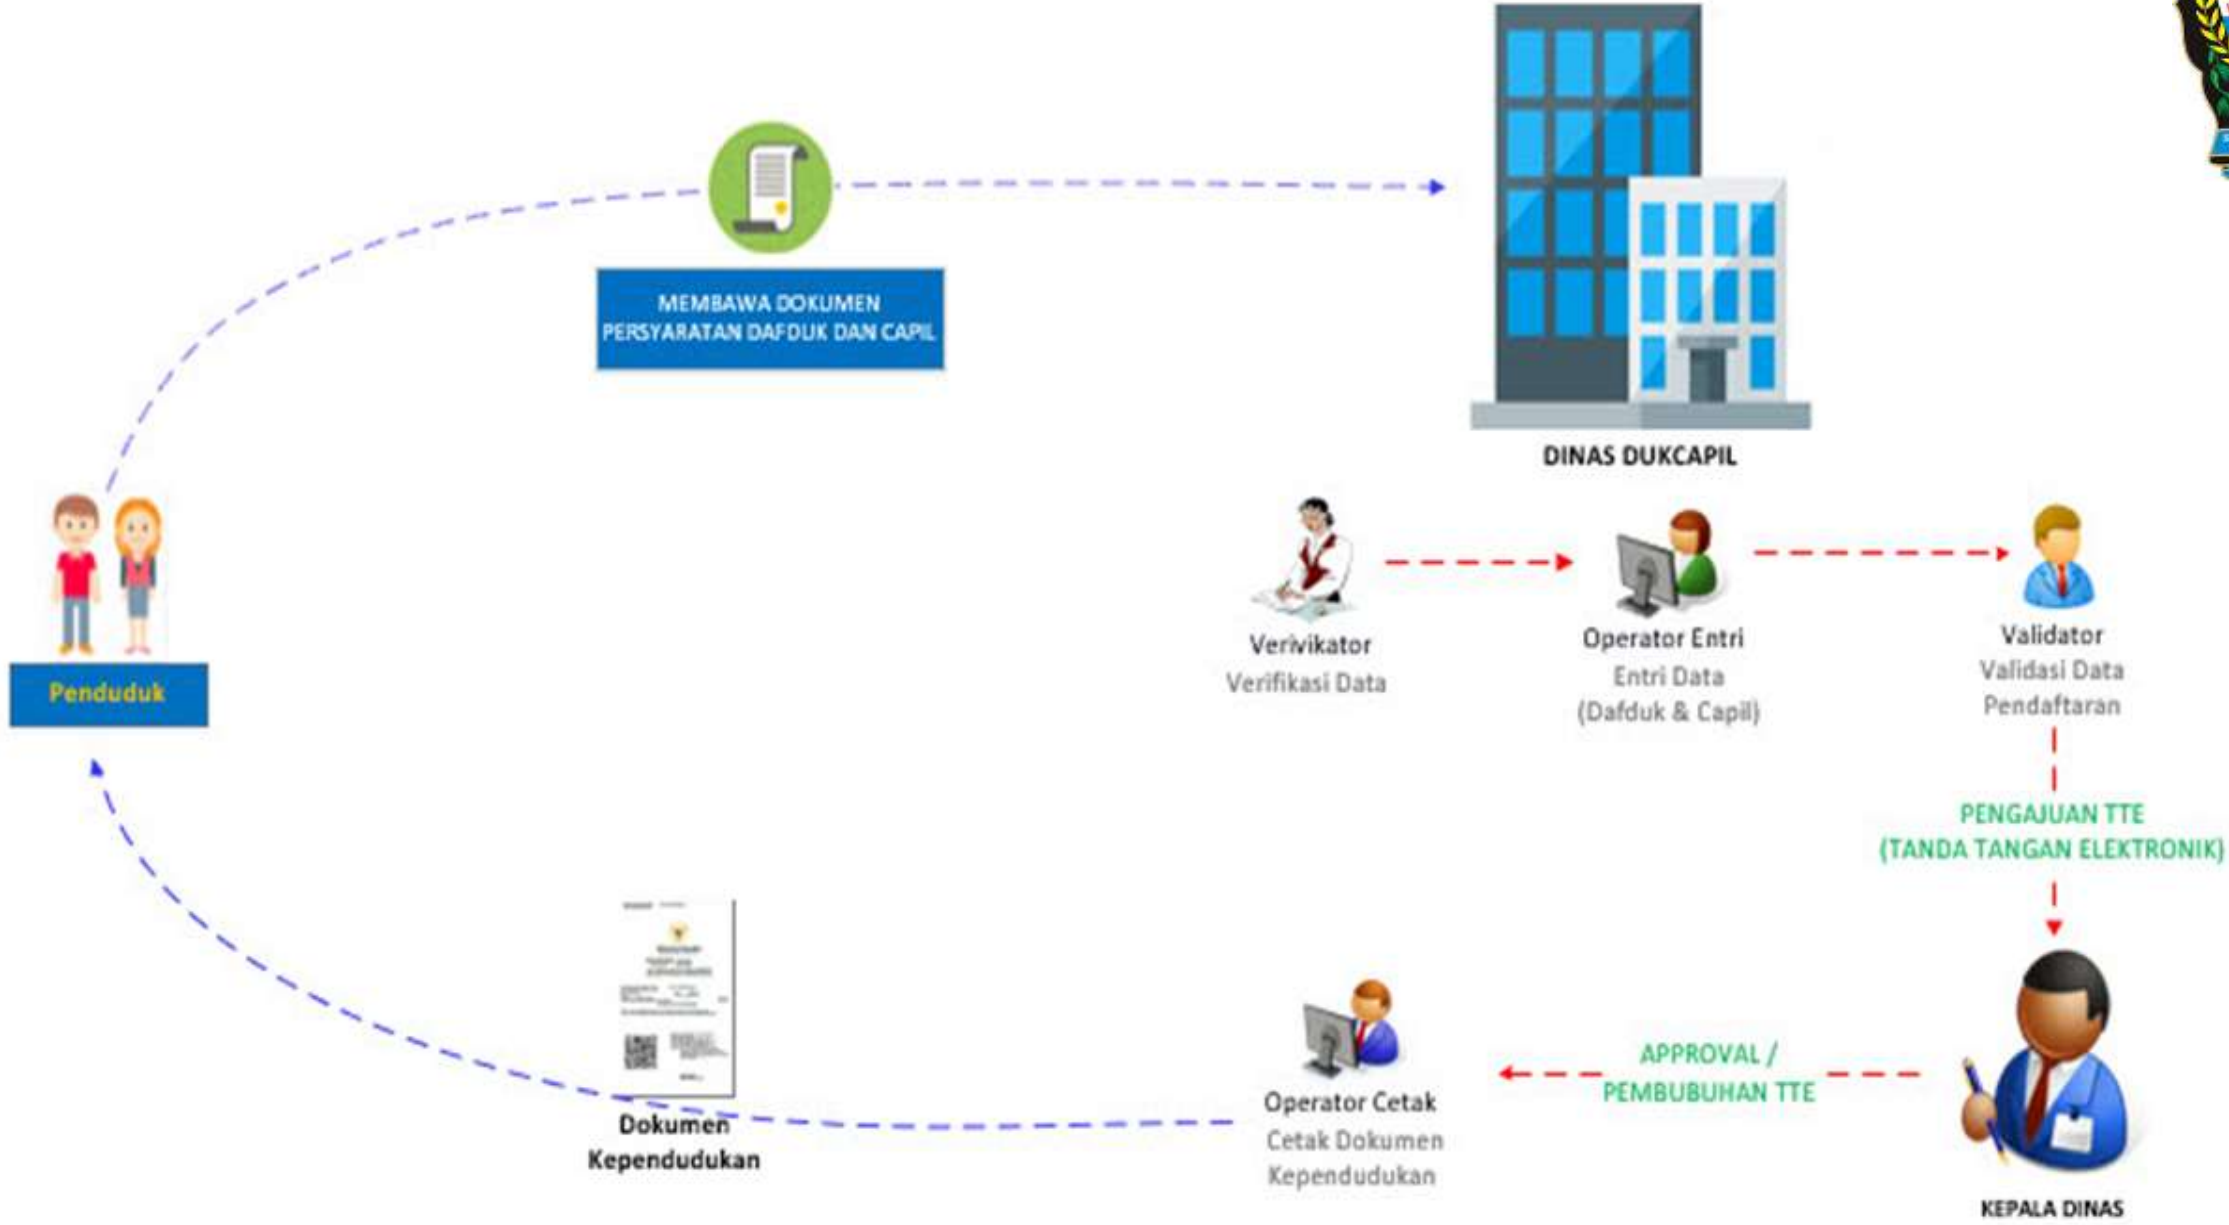 MEMBAWA DOKUMEN
PERSYARATAN DAFDUK DAN CAPIL
DINAS DUKCAPIL
Penduduk
Verivikator
Verifikasi Data
Operator Entri
Entri Data
(Dafduk & Capil)
Validator
Validasi Data
Pendaftaran
PENGAJUAN TTE
(TANDA TANGAN ELEKTRONIK)
KEPALA DINAS
APPROVAL /
PEMBUBUHAN TTE
Operator Cetak
Cetak Dokumen
Kependudukan
Dokumen
Kependudukan